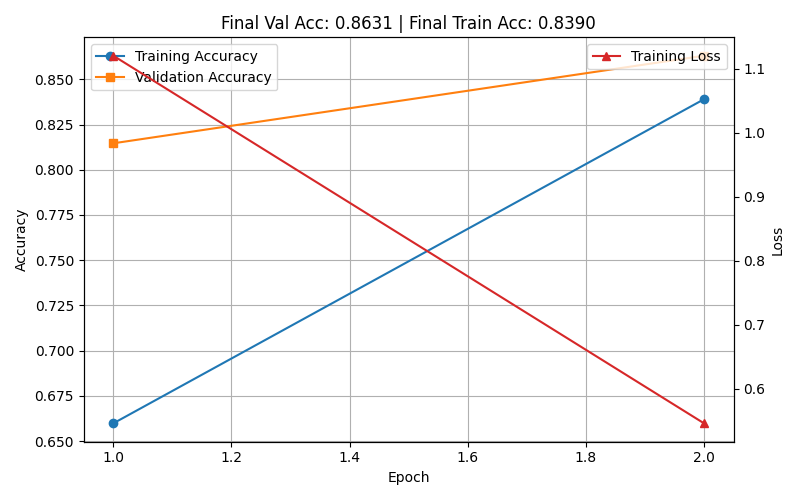 Final Val Acc: 0.8631 | Final Train Acc: 0.8390
Training Accuracy
Validation Accuracy
Training Loss
Accuracy
0.850
0.825
0.800
0.775
0.750
0.725
0.700
0.675
0.650
1.1
1.0
0.9
0.8
0.7
0.6
Loss
1.0 1.2 1.4 1.6 1.8 2.0
Epoch